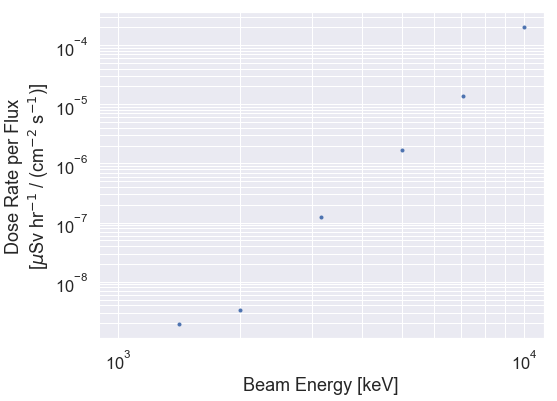 10⁻⁴
10⁻⁵
10⁻⁶
10⁻⁷
10⁻⁸
Dose Rate per Flux
[μSv hr⁻¹ / (cm⁻² s⁻¹)]
10³ 10⁴
Beam Energy [keV]